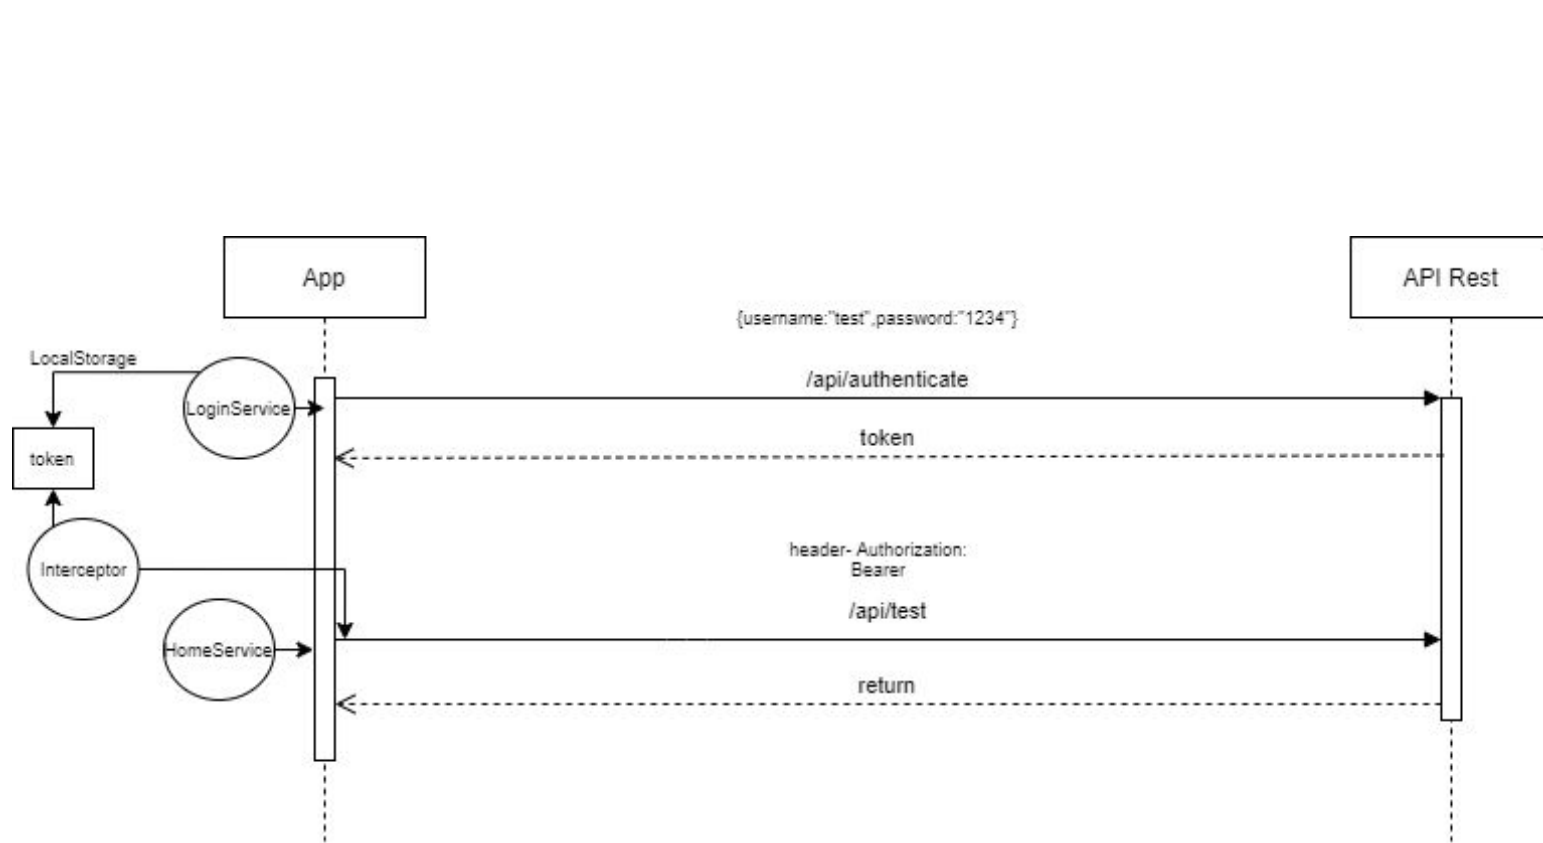 App
API Rest
{username:"test",password:"1234"}
LocalStorage
/api/authenticate
LoginService
token
token
header- Authorization:
Bearer
Interceptor
/api/test
HomeService
return